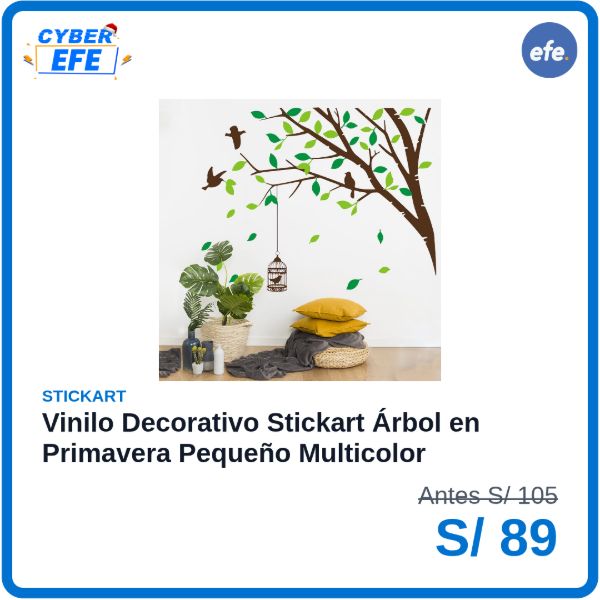 CYBER
EFE
efe.
STICKART
Vinilo Decorativo Stickart Árbol en
Primavera Pequeño Multicolor
Antes S/ 105
S/ 89